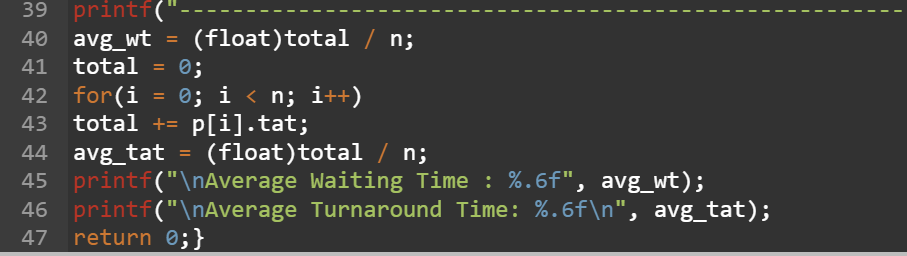 39 printf("-------------------------------------------------------
40 avg_wt = (float)total / n;
41 total = 0;
42 for(i = 0; i < n; i++)
43 total += p[i].tat;
44 avg_tat = (float)total / n;
45 printf("\nAverage Waiting Time : %.6f", avg_wt);
46 printf("\nAverage Turnaround Time: %.6f\n", avg_tat);
47 return 0;}